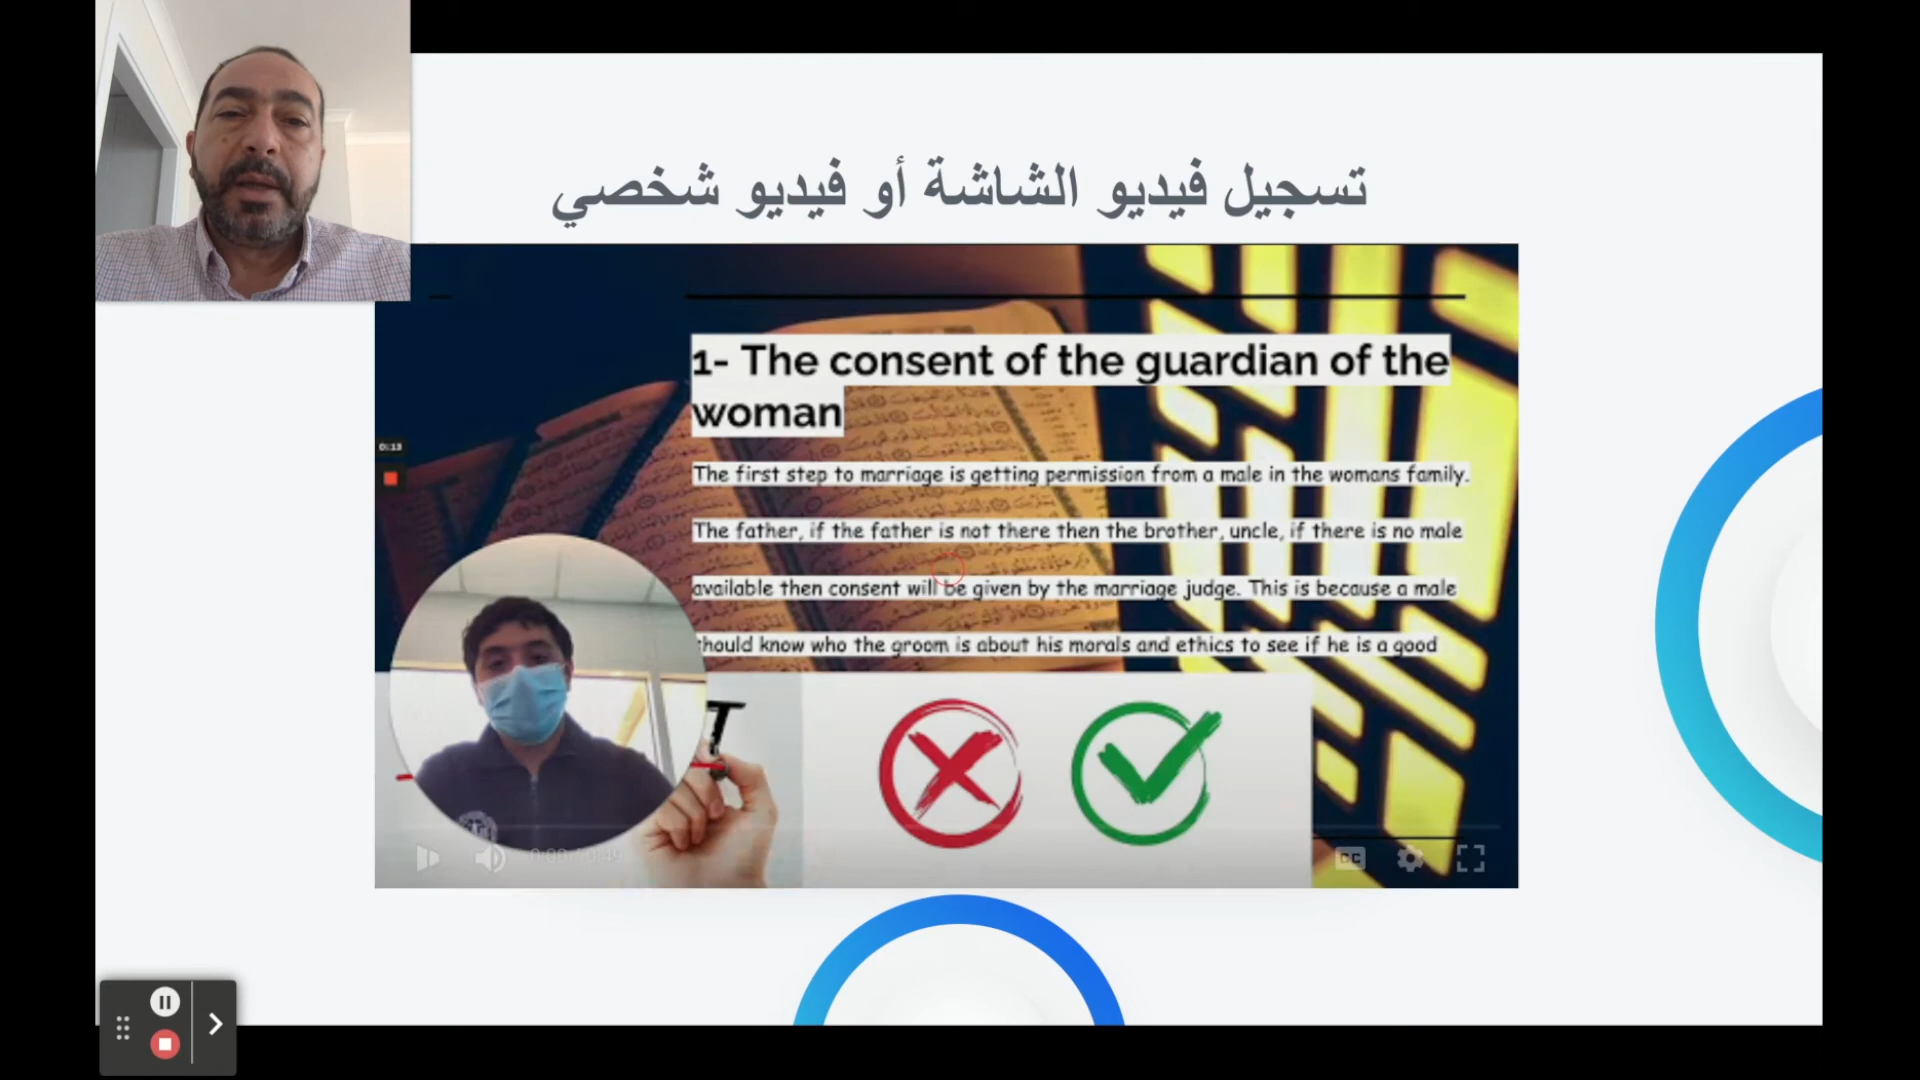 تسجيل فيديو الشاشة أو فيديو شخصي
1- The consent of the guardian of the
woman
0:13
The first step to marriage is getting permission from a male in the womans family.
The father, if the father is not there then the brother, uncle, if there is no male
available then consent will be given by the marriage judge. This is because a male
should know who the groom is about his morals and ethics to see if he is a good
T
CC